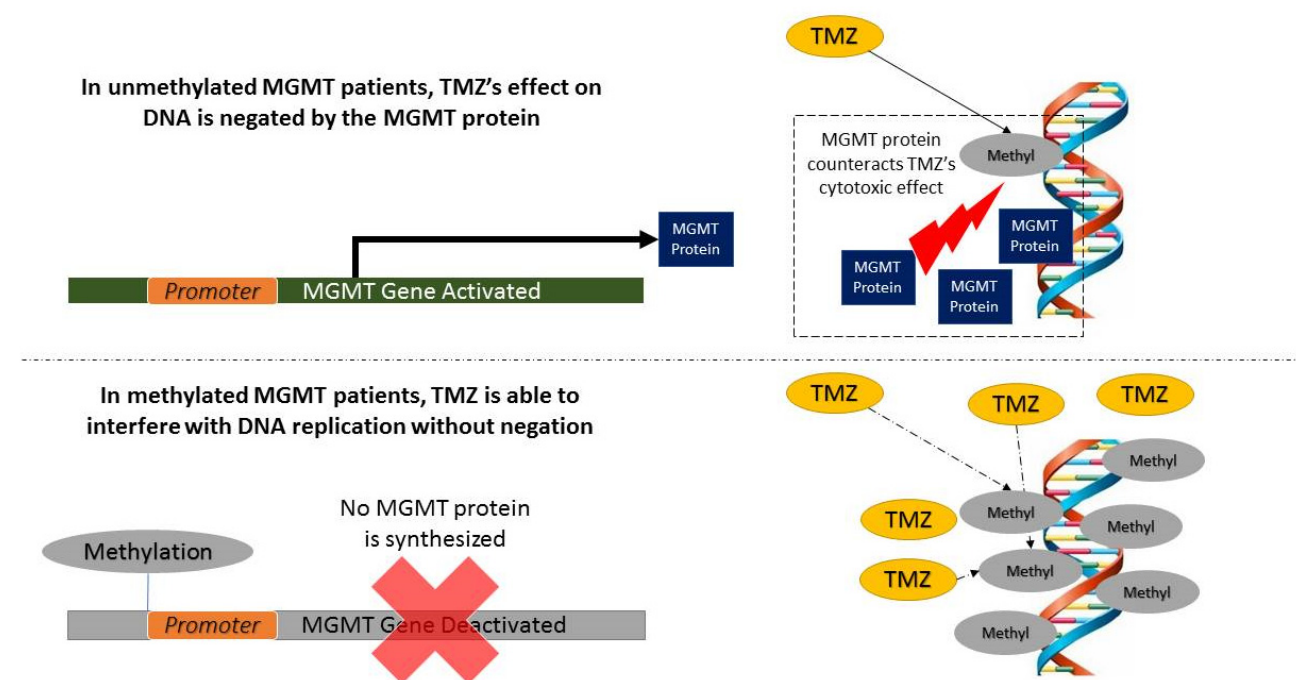 In unmethylated MGMT patients, TMZ's effect on
DNA is negated by the MGMT protein
MGMT
Protein
Promoter
MGMT Gene Activated
TMZ
MGMT protein
counteracts TMZ's
cytotoxic effect
Methyl
MGMT
Protein
MGMT
Protein
MGMT
Protein
In methylated MGMT patients, TMZ is able to
interfere with DNA replication without negation
No MGMT protein
is synthesized
Methylation
Promoter
MGMT Gene Deactivated
TMZ
TMZ
TMZ
Methyl
Methyl
TMZ
Methyl
TMZ
Methyl
Methyl
Methyl